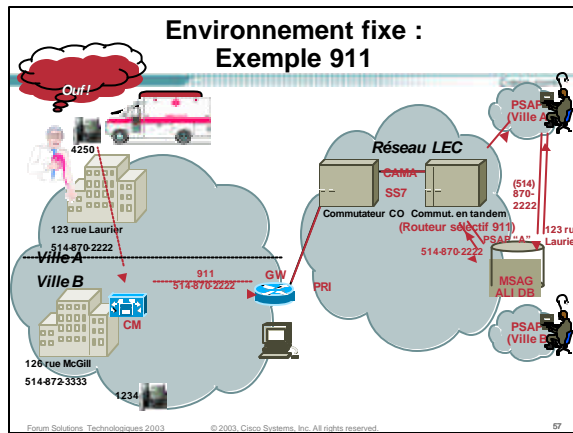 Environnement fixe :
Exemple 911
Ouf!
4250
123 rue Laurier
514-870-2222
Ville A
Ville B
CM
126 rue McGill
514-872-3333
1234
911
514-870-2222
GW
PRI
Réseau LEC
CAMA
SS7
Commutateur CO
Commut. en tandem
(Routeur sélectif 911)
PSAP "A"
514-870-2222
MSAG
ALI DB
PSAP
(Ville A
(514)
870-
2222
123 rue
Laurier
PSAP
(Ville B
Forum Solutions Technologiques 2003
© 2003, Cisco Systems, Inc. All rights reserved.
57